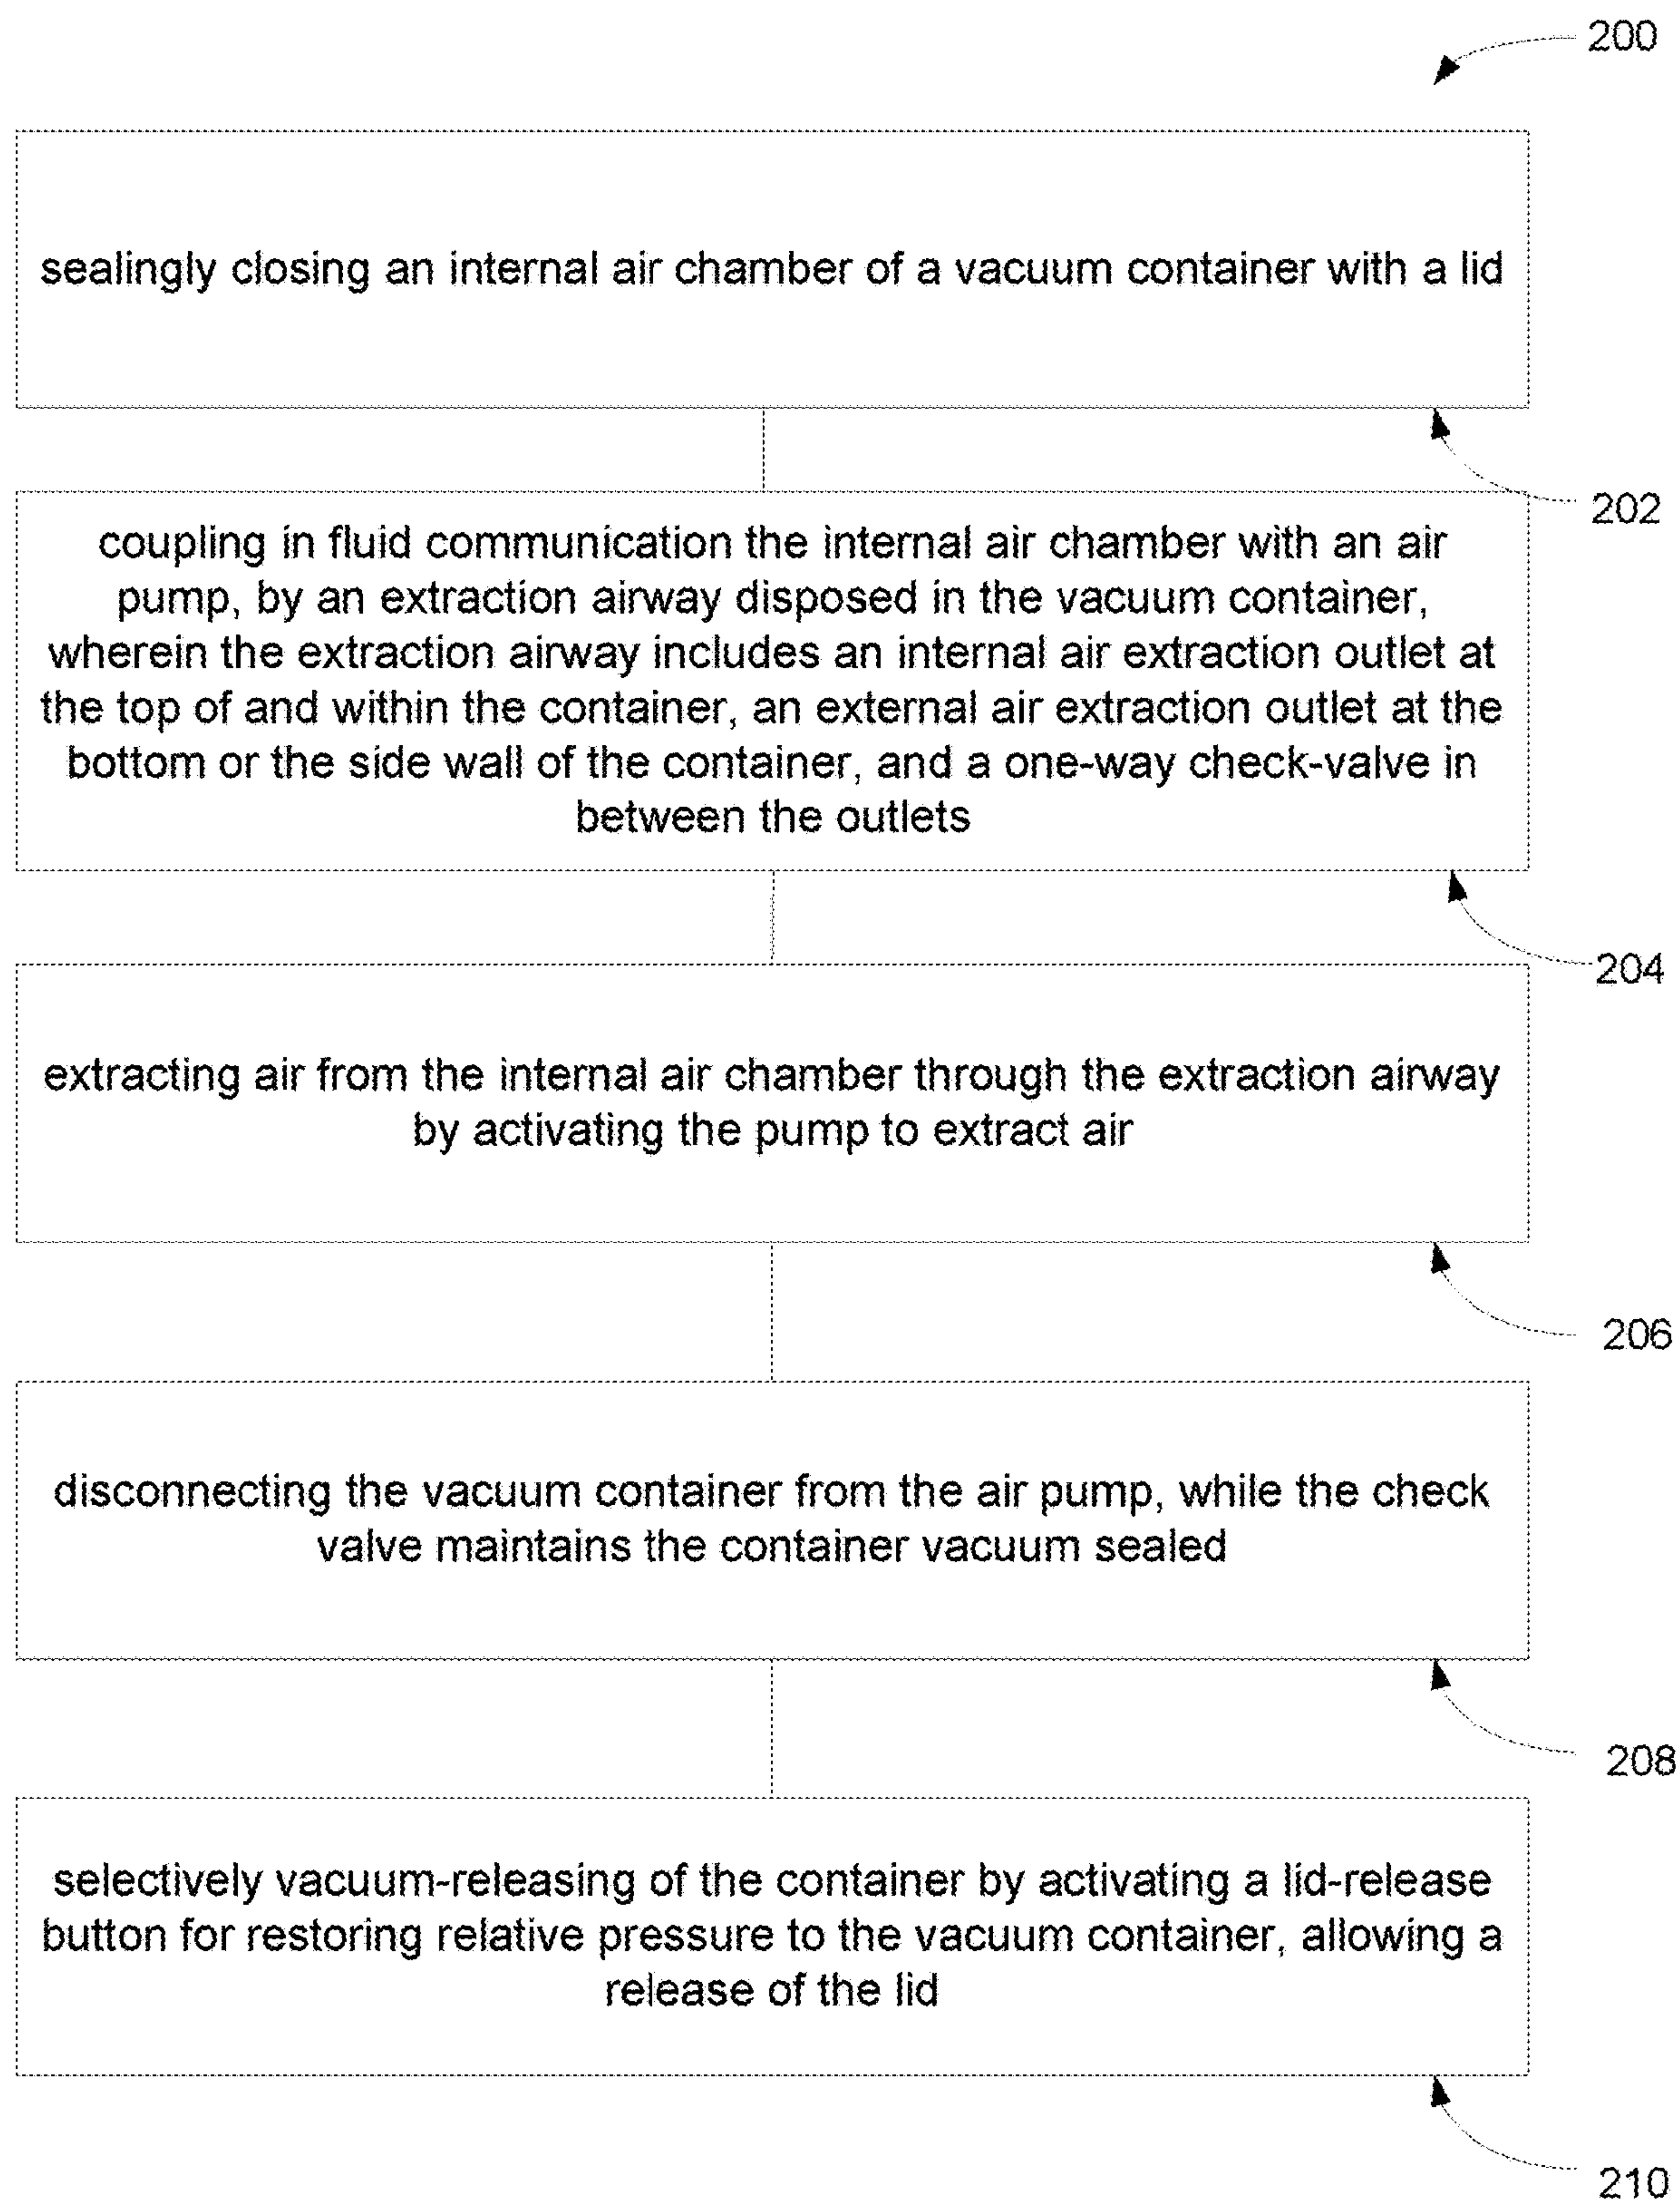 200
sealingly closing an internal air chamber of a vacuum container with a lid
202
coupling in fluid communication the internal air chamber with an air
pump, by an extraction airway disposed in the vacuum container,
wherein the extraction airway includes an internal air extraction outlet at
the top of and within the container, an external air extraction outlet at the
bottom or the side wall of the container, and a one-way check-valve in
between the outlets
204
extracting air from the internal air chamber through the extraction airway
by activating the pump to extract air
206
disconnecting the vacuum container from the air pump, while the check
valve maintains the container vacuum sealed
208
selectively vacuum-releasing of the container by activating a lid-release
button for restoring relative pressure to the vacuum container, allowing a
release of the lid
210